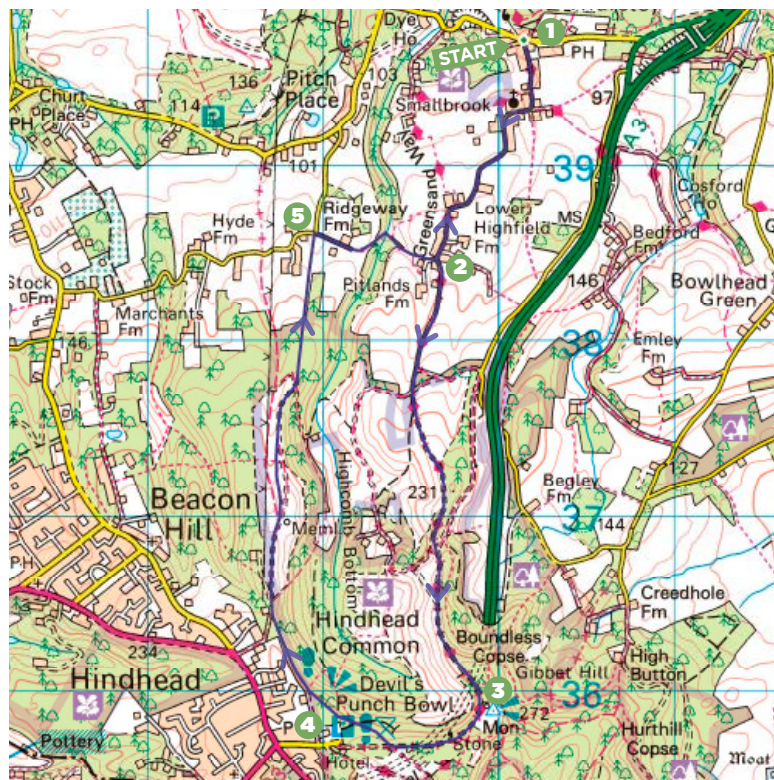 Dye
Ho
START
1
PH
136
Pitch
Place
103
Churt
Place
114
P
PH
Smallbrook
97
A 3
101
39
Greensand Way
Cosford
Ho
5
Ridgeway
Fm
Hyde
Fm
Lower
Highfield
Fm
MS
Bedford
Fm
2
Stock
Fm
Pitlands
Fm
146
Bowlhead
Green
Marchants
Fm
146
38
Emley
Fm
Highcomb Bottom
231
127
Beacon
Hill
Begley
Fm
37
Meml
144
PH
Hindhead
Common
Creedhole
Fm
Boundless
Copse
234
High
Button
Hindhead
3
Gibbet Hill
36
Devil's
Punch Bowl
272
4
P
Mon
Stone
Hurthill
Copse
Pottery
Hotel
Moat